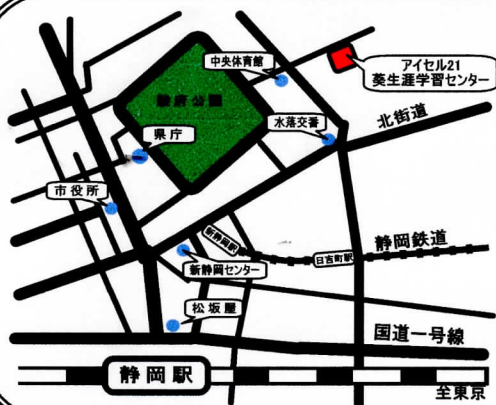 中央体育館
アイセル21
葵生涯学習センター
駿府公園
水落交番
北街道
県庁
市役所
新静岡駅
日吉町駅
静岡鉄道
新静岡センター
松坂屋
国道一号線
静岡駅
至東京